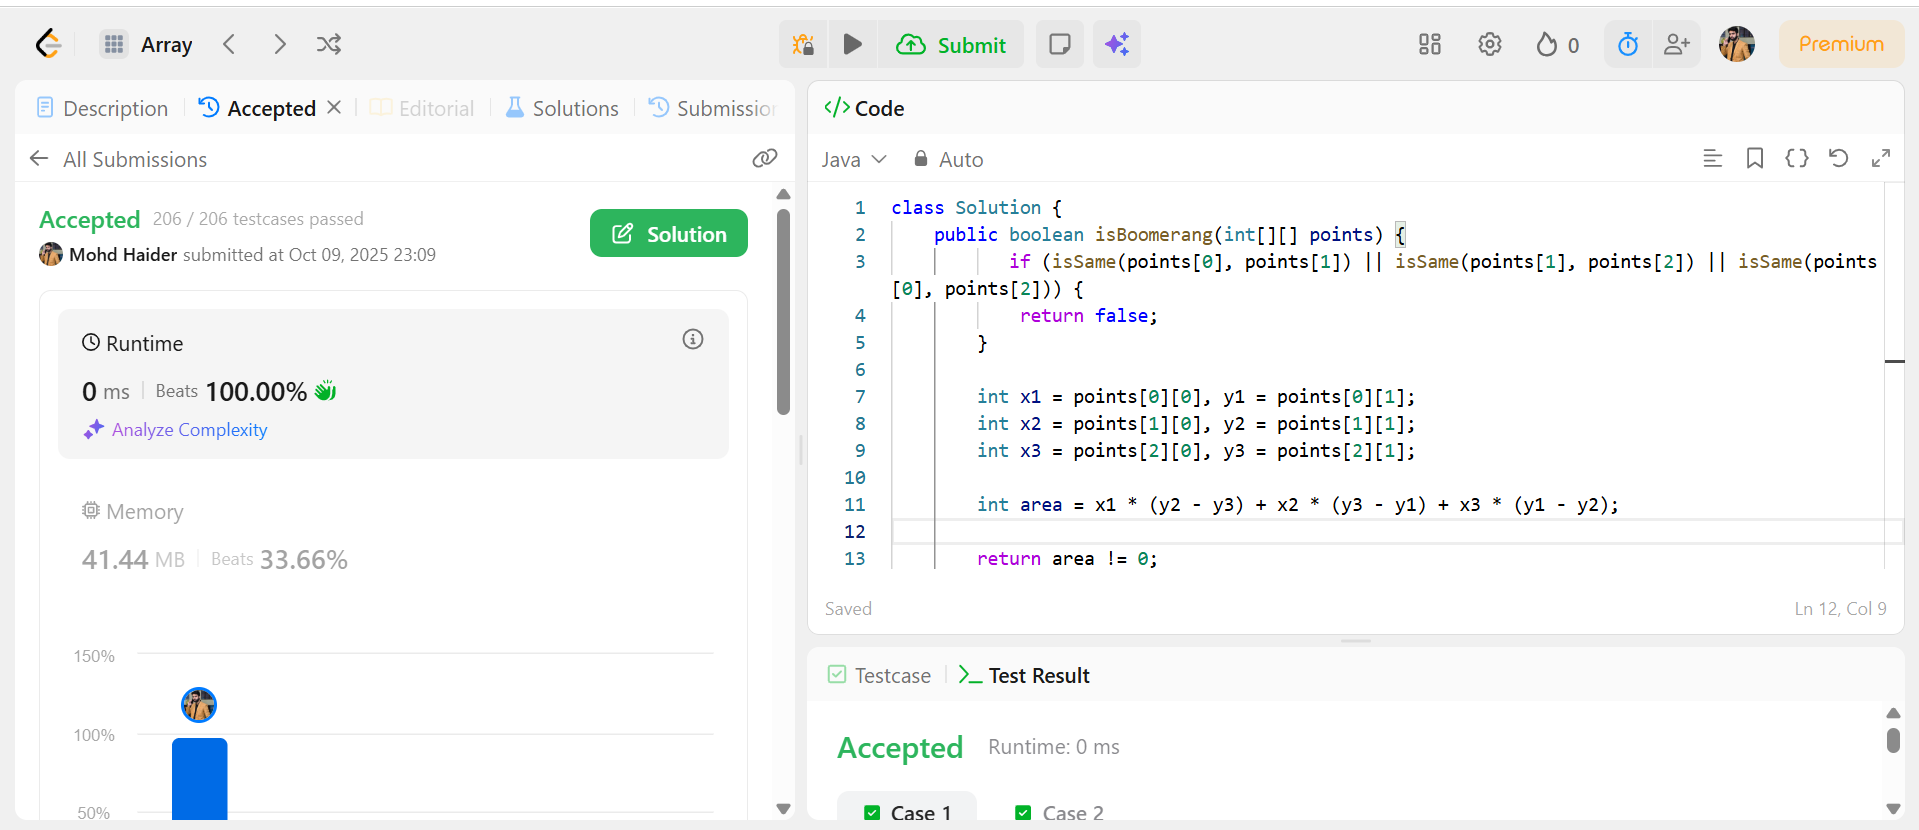 Array
Submit
0
Premium
Description
Accepted
Editorial
Solutions
Submission
All Submissions
Accepted 206 / 206 testcases passed
Solution
Mohd Haider submitted at Oct 09, 2025 23:09
Runtime
0 ms Beats 100.00%
Analyze Complexity
Memory
41.44 MB Beats 33.66%
150%
100%
50%
</> Code
Java
Auto
1 class Solution {
2 public boolean isBoomerang(int[][] points) {
3 if (isSame(points[0], points[1]) || isSame(points[1], points[2]) || isSame(points
[0], points[2])) {
4 return false;
5 }
6
7 int x1 = points[0][0], y1 = points[0][1];
8 int x2 = points[1][0], y2 = points[1][1];
9 int x3 = points[2][0], y3 = points[2][1];
10
11 int area = x1 * (y2 - y3) + x2 * (y3 - y1) + x3 * (y1 - y2);
12
13 return area != 0;
Saved
Ln 12, Col 9
Testcase
Test Result
Accepted Runtime: 0 ms
Case 1
Case 2